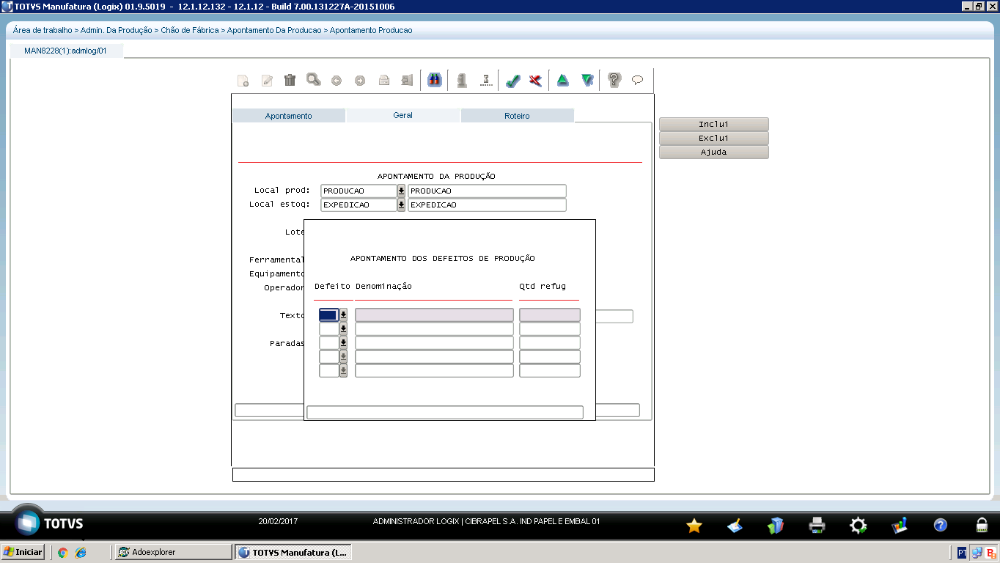 TOTVS Manufatura (Logix) 01.9.5019 - 12.1.12.132 - 12.1.12 - Build 7.00.131227A-20151006
Área de trabalho > Admin. Da Produção > Chão de Fábrica > Apontamento Da Producao > Apontamento Producao
MAN8228(1):admlog/01
Apontamento Geral Roteiro
Inclui
Exclui
Ajuda
APONTAMENTO DA PRODUÇÃO
Local prod: PRODUCAO PRODUCAO
Local estoq: EXPEDICAO EXPEDICAO
Lote
Ferramental
Equipamento
Operador
Texto
Paradas
APONTAMENTO DOS DEFEITOS DE PRODUÇÃO
Defeito Denominação Qtd refug
TOTVS 20/02/2017 ADMINISTRADOR LOGIX | CIBRAPEL S.A. IND PAPEL E EMBAL 01
Iniciar Adoexplorer TOTVS Manufatura (L... PT